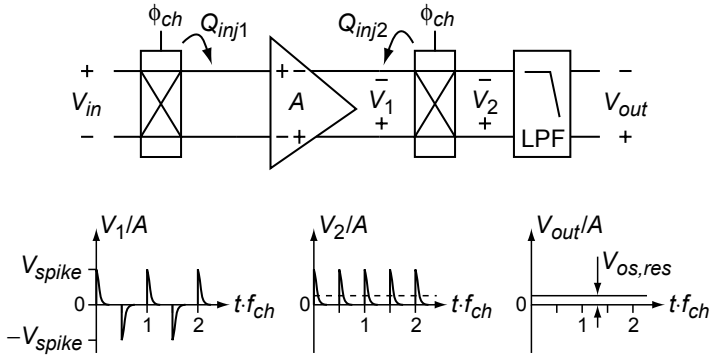 ϕch Qinj1 Qinj2 ϕch
+ + − − − −
Vin A V1 V2 LPF Vout
− − + + + +
V1/A V2/A Vout/A
Vspike Vspike Vos,res
0 1 2 t·fch 0 1 2 t·fch 0 1 2 t·fch
−Vspike